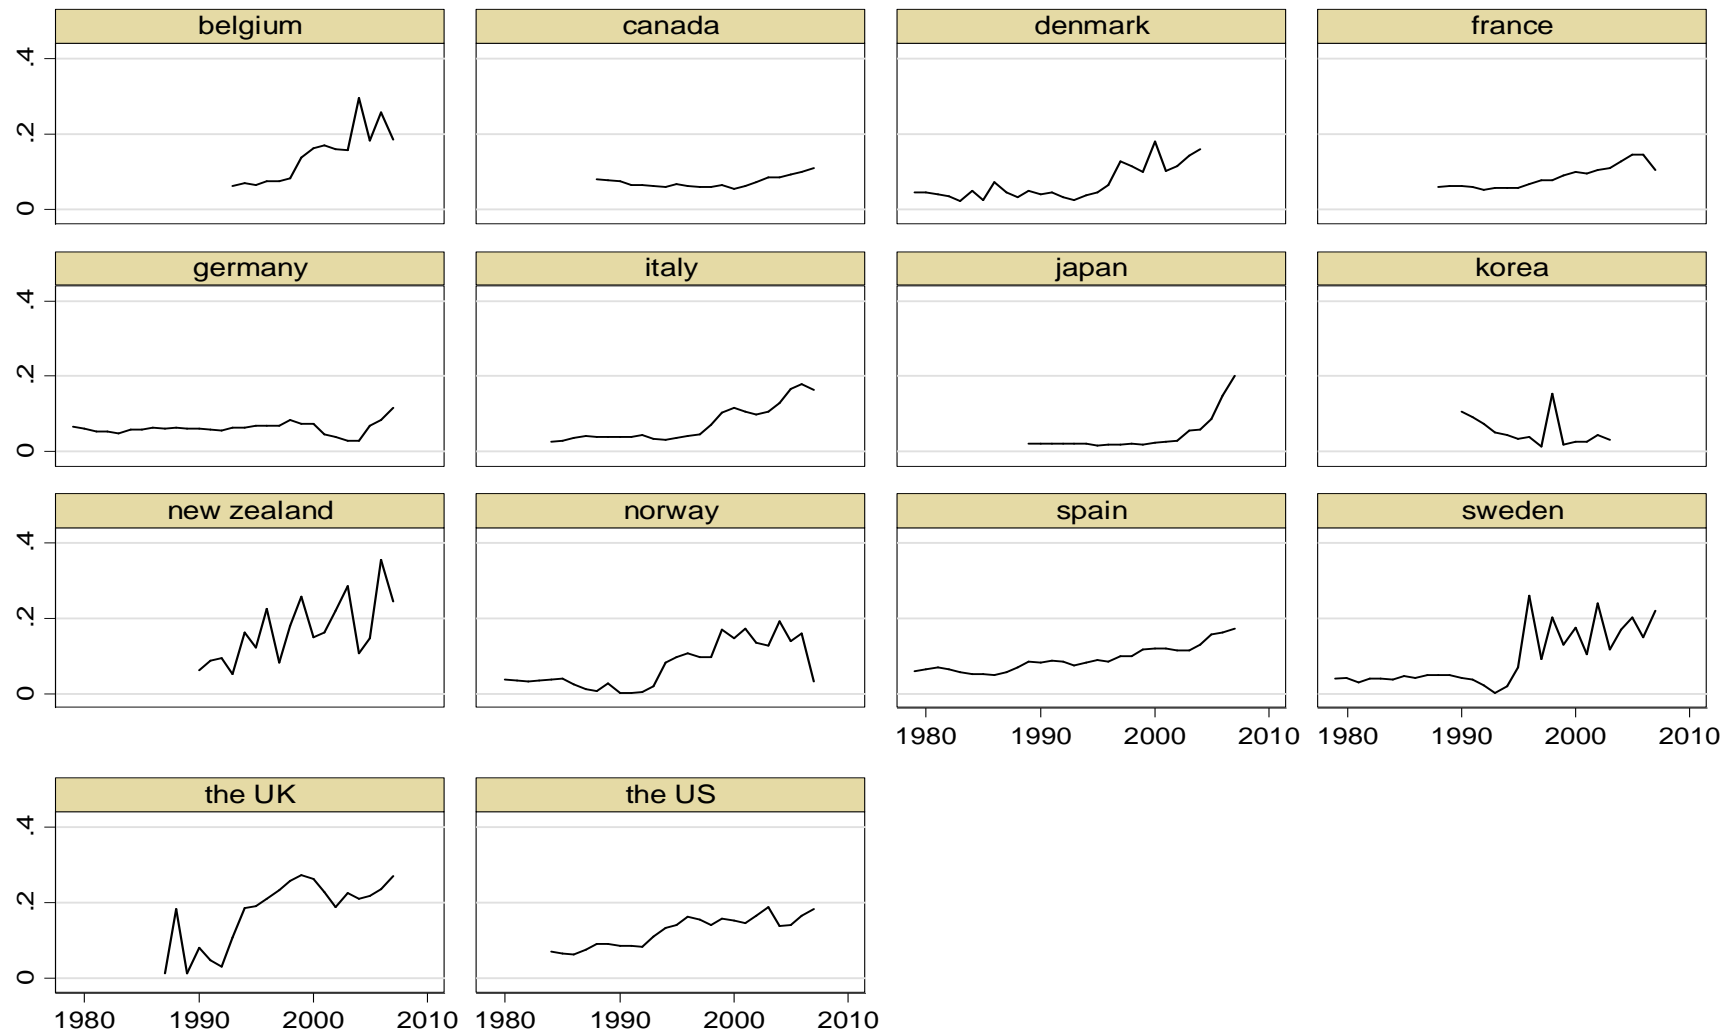 belgium canada denmark france
.4
.2
0
germany italy japan korea
.4
.2
0
new zealand norway spain sweden
.4
.2
0
1980 1990 2000 2010 1980 1990 2000 2010
the UK the US
.4
.2
0
1980 1990 2000 2010 1980 1990 2000 2010